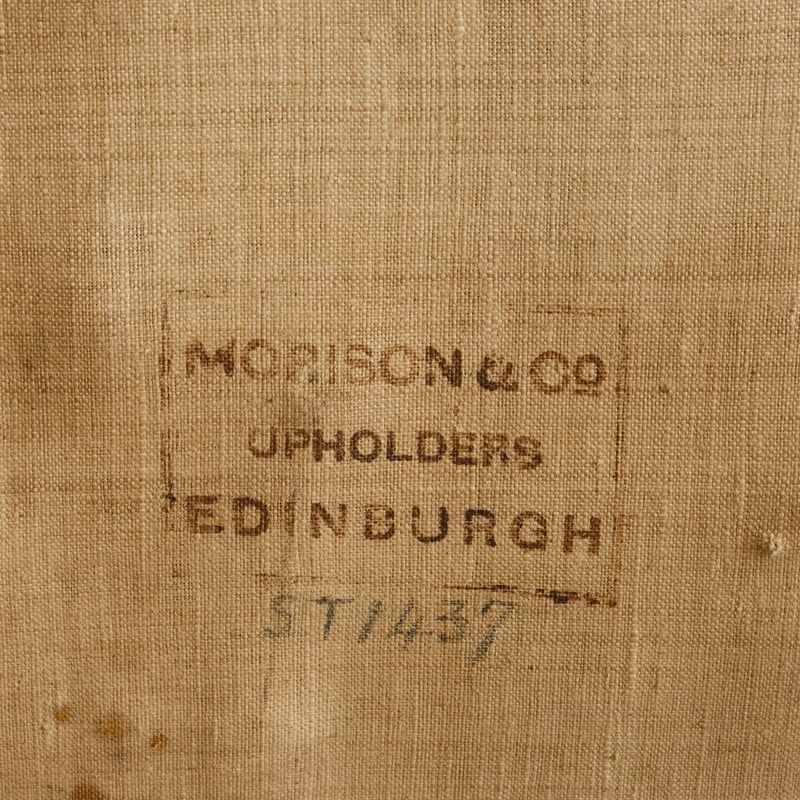 MORISON & Co
UPHOLDERS
EDINBURGH
ST1437